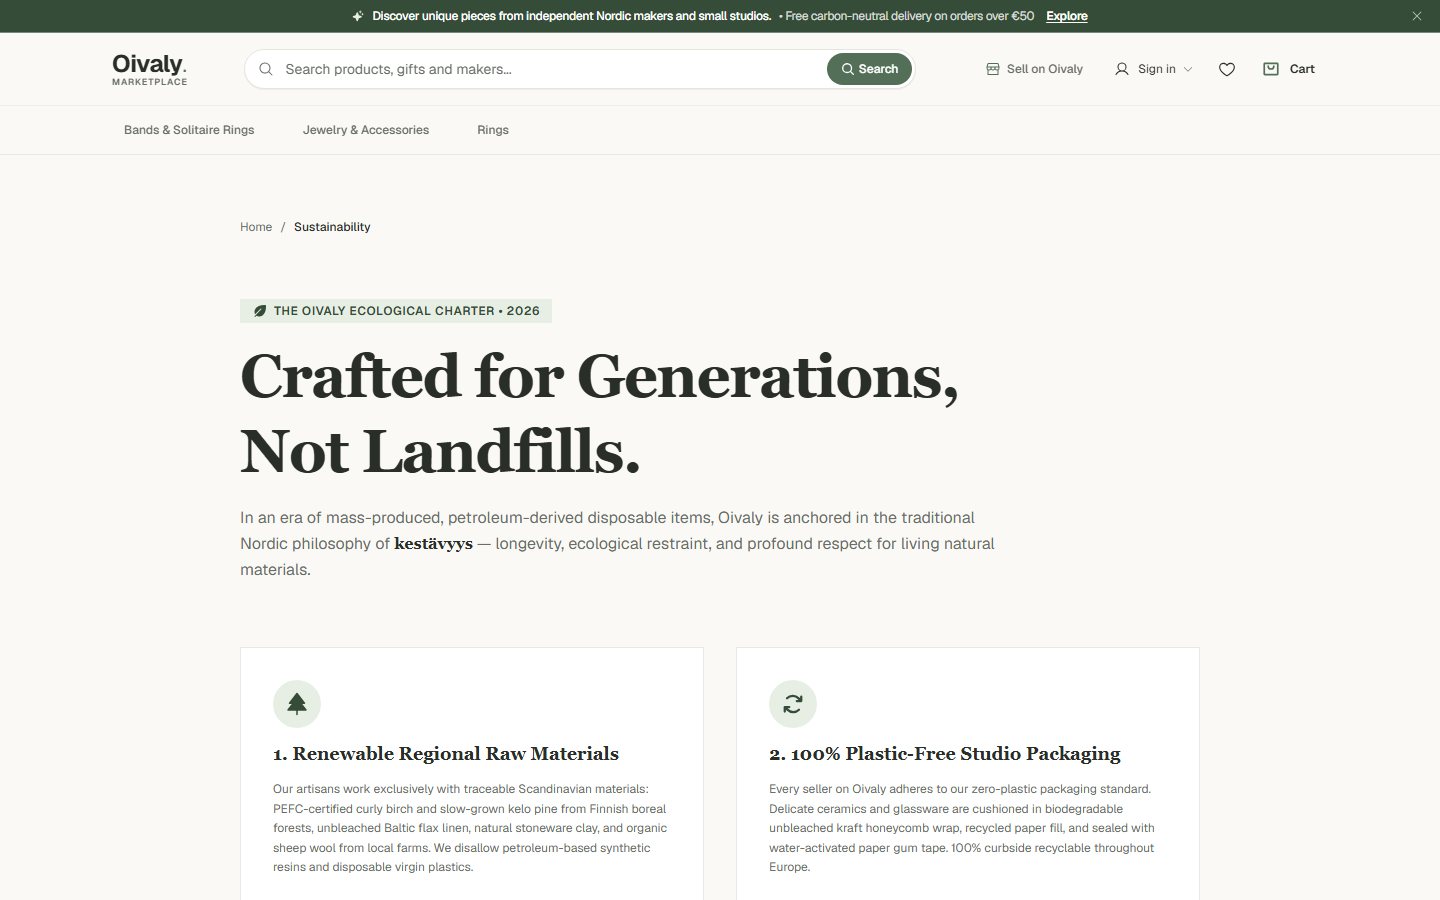 Discover unique pieces from independent Nordic makers and small studios. • Free carbon-neutral delivery on orders over €50 Explore
Oivaly.
MARKETPLACE
Search products, gifts and makers...
Search
Sell on Oivaly
Sign in
Cart
Bands & Solitaire Rings
Jewelry & Accessories
Rings
Home / Sustainability
THE OIVALY ECOLOGICAL CHARTER • 2026
Crafted for Generations,
Not Landfills.
In an era of mass-produced, petroleum-derived disposable items, Oivaly is anchored in the traditional
Nordic philosophy of kestävyys — longevity, ecological restraint, and profound respect for living natural
materials.
1. Renewable Regional Raw Materials
Our artisans work exclusively with traceable Scandinavian materials:
PEFC-certified curly birch and slow-grown kelo pine from Finnish boreal
forests, unbleached Baltic flax linen, natural stoneware clay, and organic
sheep wool from local farms. We disallow petroleum-based synthetic
resins and disposable virgin plastics.
2. 100% Plastic-Free Studio Packaging
Every seller on Oivaly adheres to our zero-plastic packaging standard.
Delicate ceramics and glassware are cushioned in biodegradable
unbleached kraft honeycomb wrap, recycled paper fill, and sealed with
water-activated paper gum tape. 100% curbside recyclable throughout
Europe.